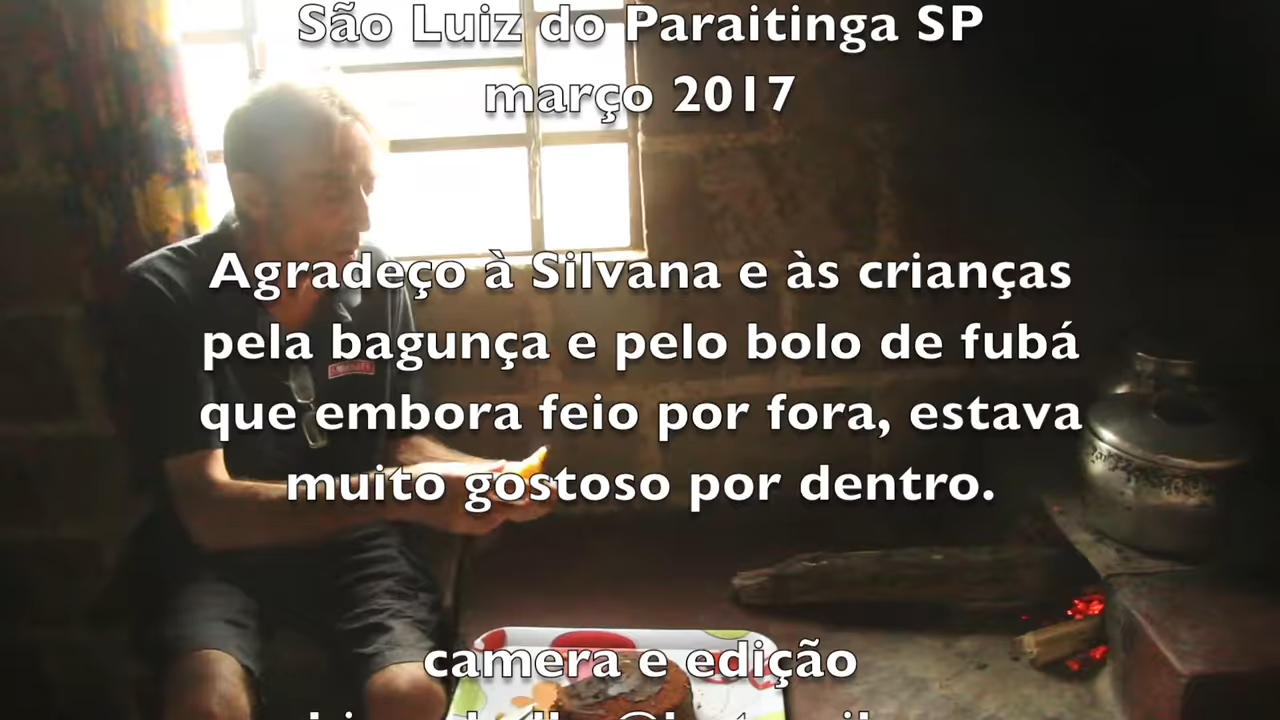 São Luiz do Paraitinga SP
março 2017
Agradeço à Silvana e às crianças
pela bagunça e pelo bolo de fubá
que embora feio por fora, estava
muito gostoso por dentro.
camera e edição